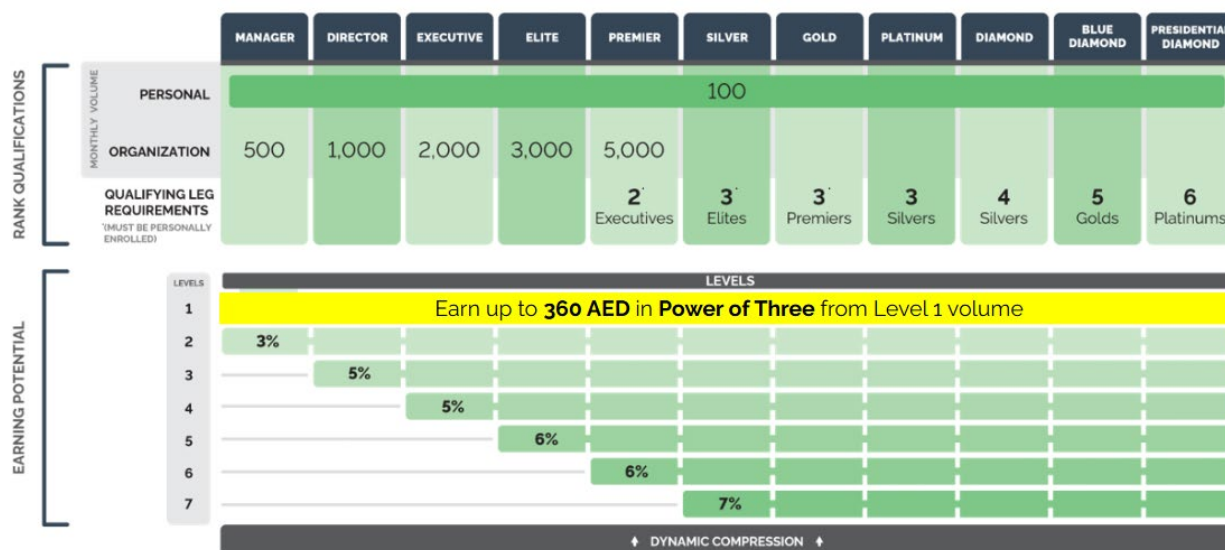 MANAGER DIRECTOR EXECUTIVE ELITE PREMIER SILVER GOLD PLATINUM DIAMOND BLUE DIAMOND PRESIDENTIAL DIAMOND
RANK QUALIFICATIONS
MONTHLY VOLUME
PERSONAL 100
ORGANIZATION 500 1,000 2,000 3,000 5,000
QUALIFYING LEG REQUIREMENTS
*(MUST BE PERSONALLY ENROLLED)
2* 3* 3* 3 4 5 6
Executives Elites Premiers Silvers Silvers Golds Platinums
EARNING POTENTIAL
LEVELS LEVELS
1 Earn up to 360 AED in Power of Three from Level 1 volume
2 3%
3 5%
4 5%
5 6%
6 6%
7 7%
DYNAMIC COMPRESSION